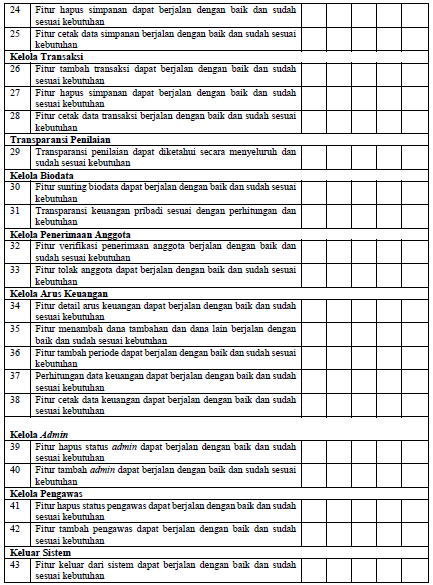 24 Fitur hapus simpanan dapat berjalan dengan baik dan sudah
sesuai kebutuhan
25 Fitur cetak data simpanan berjalan dengan baik dan sudah sesuai
kebutuhan
Kelola Transaksi
26 Fitur tambah transaksi dapat berjalan dengan baik dan sudah
sesuai kebutuhan
27 Fitur hapus simpanan dapat berjalan dengan baik dan sudah
sesuai kebutuhan
28 Fitur cetak data transaksi berjalan dengan baik dan sudah sesuai
kebutuhan
Transparansi Penilaian
29 Transparansi penilaian dapat diketahui secara menyeluruh dan
sudah sesuai kebutuhan
Kelola Biodata
30 Fitur sunting biodata dapat berjalan dengan baik dan sudah sesuai
kebutuhan
31 Transparansi keuangan pribadi sesuai dengan perhitungan dan
kebutuhan
Kelola Penerimaan Anggota
32 Fitur verifikasi penerimaan anggota berjalan dengan baik dan
sudah sesuai kebutuhan
33 Fitur tolak anggota dapat berjalan dengan baik dan sudah sesuai
kebutuhan
Kelola Arus Keuangan
34 Fitur detail arus keuangan dapat berjalan dengan baik dan sudah
sesuai kebutuhan
35 Fitur menambah dana tambahan dan dana lain berjalan dengan
baik dan sudah sesuai kebutuhan
36 Fitur tambah periode dapat berjalan dengan baik dan sudah sesuai
kebutuhan
37 Perhitungan data keuangan dapat berjalan dengan baik dan sudah
sesuai kebutuhan
38 Fitur cetak data keuangan dapat berjalan dengan baik dan sudah
sesuai kebutuhan
Kelola Admin
39 Fitur hapus status admin dapat berjalan dengan baik dan sudah
sesuai kebutuhan
40 Fitur tambah admin dapat berjalan dengan baik dan sudah sesuai
kebutuhan
Kelola Pengawas
41 Fitur hapus status pengawas dapat berjalan dengan baik dan sudah
sesuai kebutuhan
42 Fitur tambah pengawas dapat berjalan dengan baik dan sudah
sesuai kebutuhan
Keluar Sistem
43 Fitur keluar dari sistem dapat berjalan dengan baik dan sudah
sesuai kebutuhan